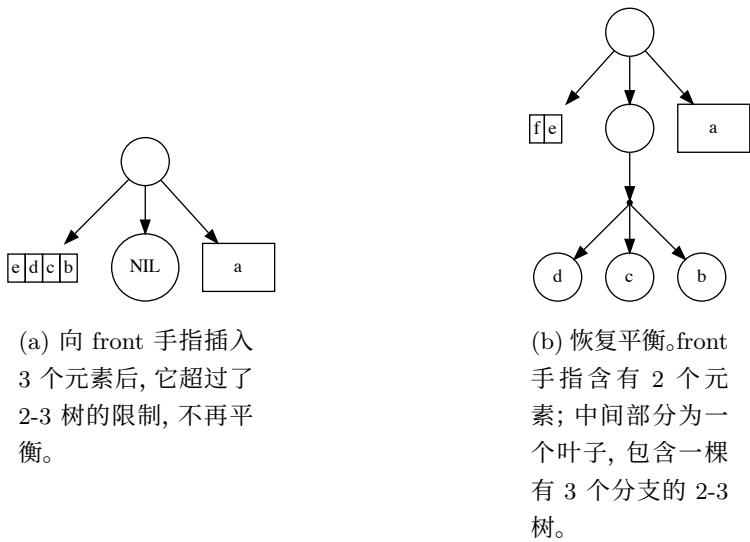 e d c b
NIL
a
(a) 向 front 手指插入
3 个元素后, 它超过了
2-3 树的限制, 不再平
衡。
f e
a
d
c
b
(b) 恢复平衡。front
手指含有 2 个元
素; 中间部分为一
个叶子, 包含一棵
有 3 个分支的 2-3
树。